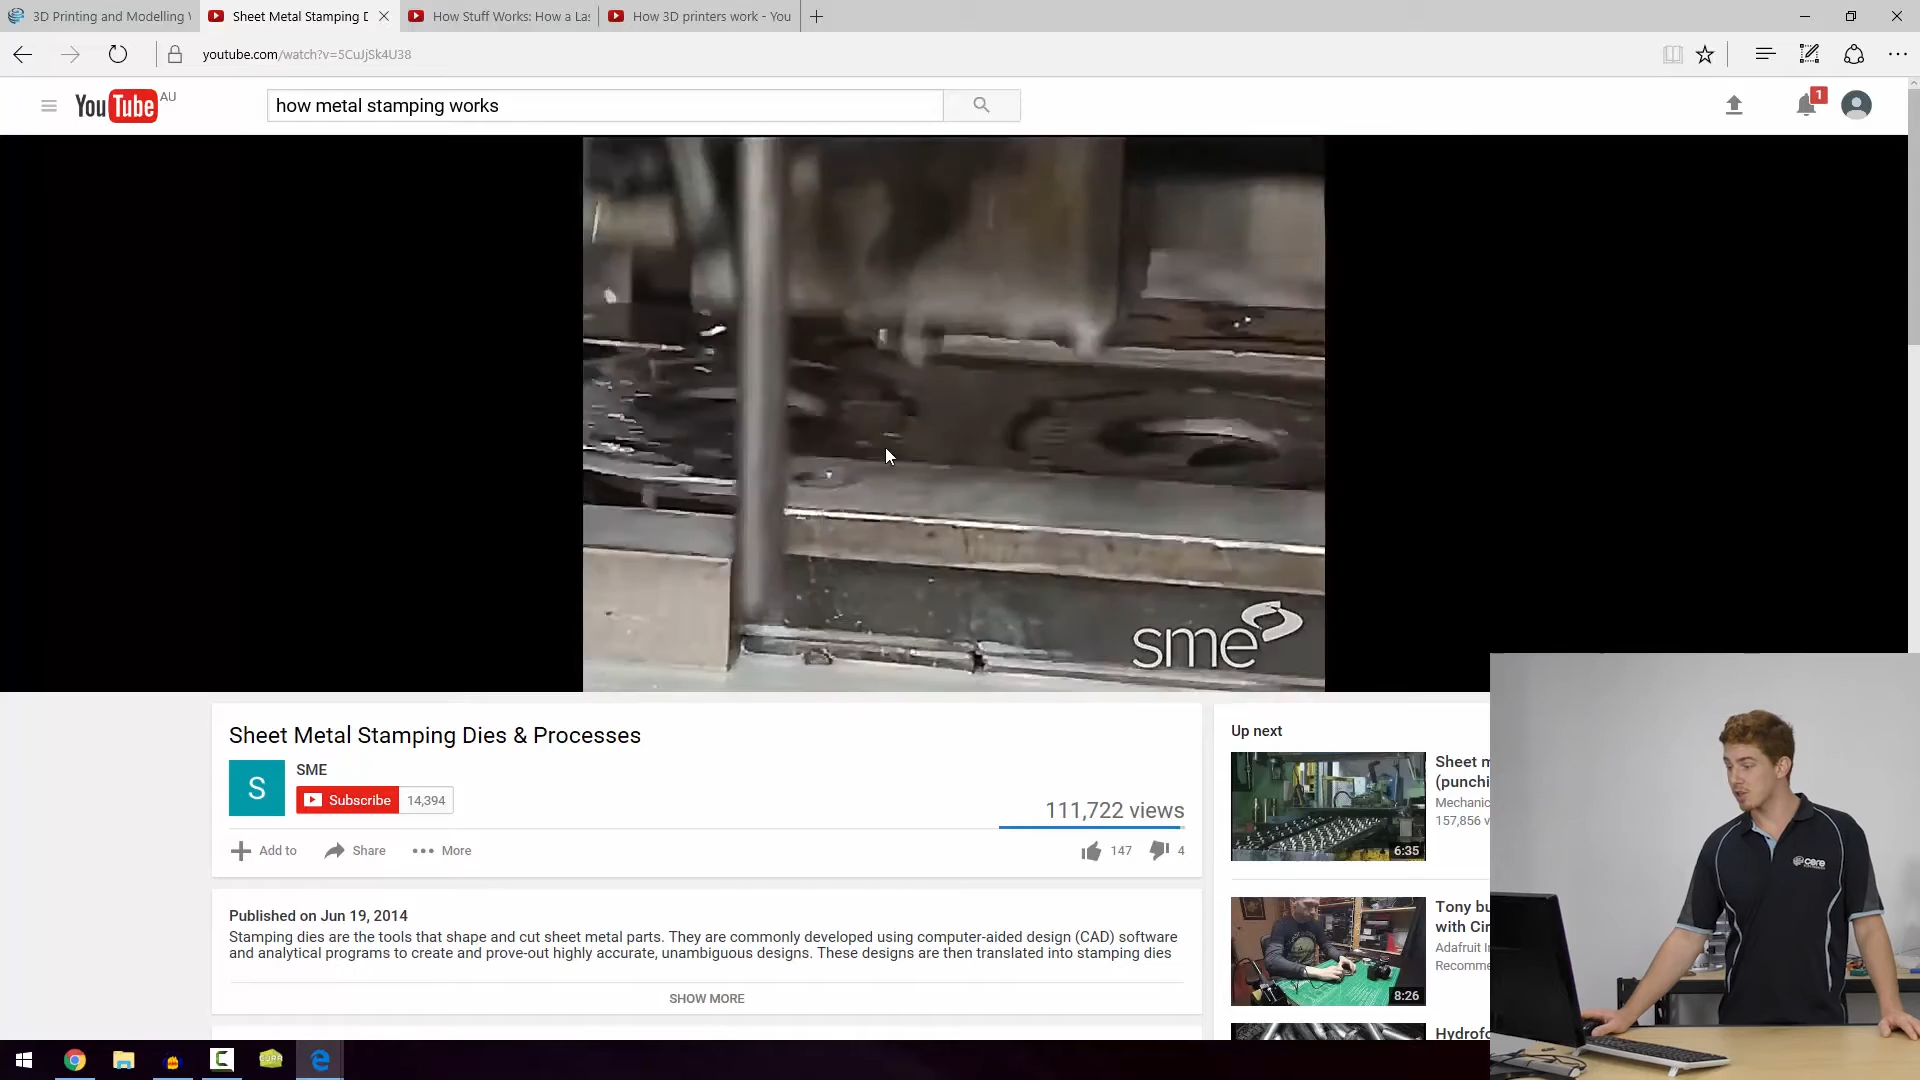 3D Printing and Modelling
Sheet Metal Stamping D
How Stuff Works: How a Las
How 3D printers work - You
youtube.com/watch?v=5CuJjSk4U38
YouTube AU
how metal stamping works
1
sme
Sheet Metal Stamping Dies & Processes
S
SME
Subscribe 14,394
111,722 views
Add to Share More
147 4
Published on Jun 19, 2014
Stamping dies are the tools that shape and cut sheet metal parts. They are commonly developed using computer-aided design (CAD) software
and analytical programs to create and prove-out highly accurate, unambiguous designs. These designs are then translated into stamping dies
SHOW MORE
Up next
Sheet m
(punchi
Mechanic
157,856 v
6:35
Tony bu
with Cir
Adafruit I
Recomme
8:26
Hydrofo
core
CURA